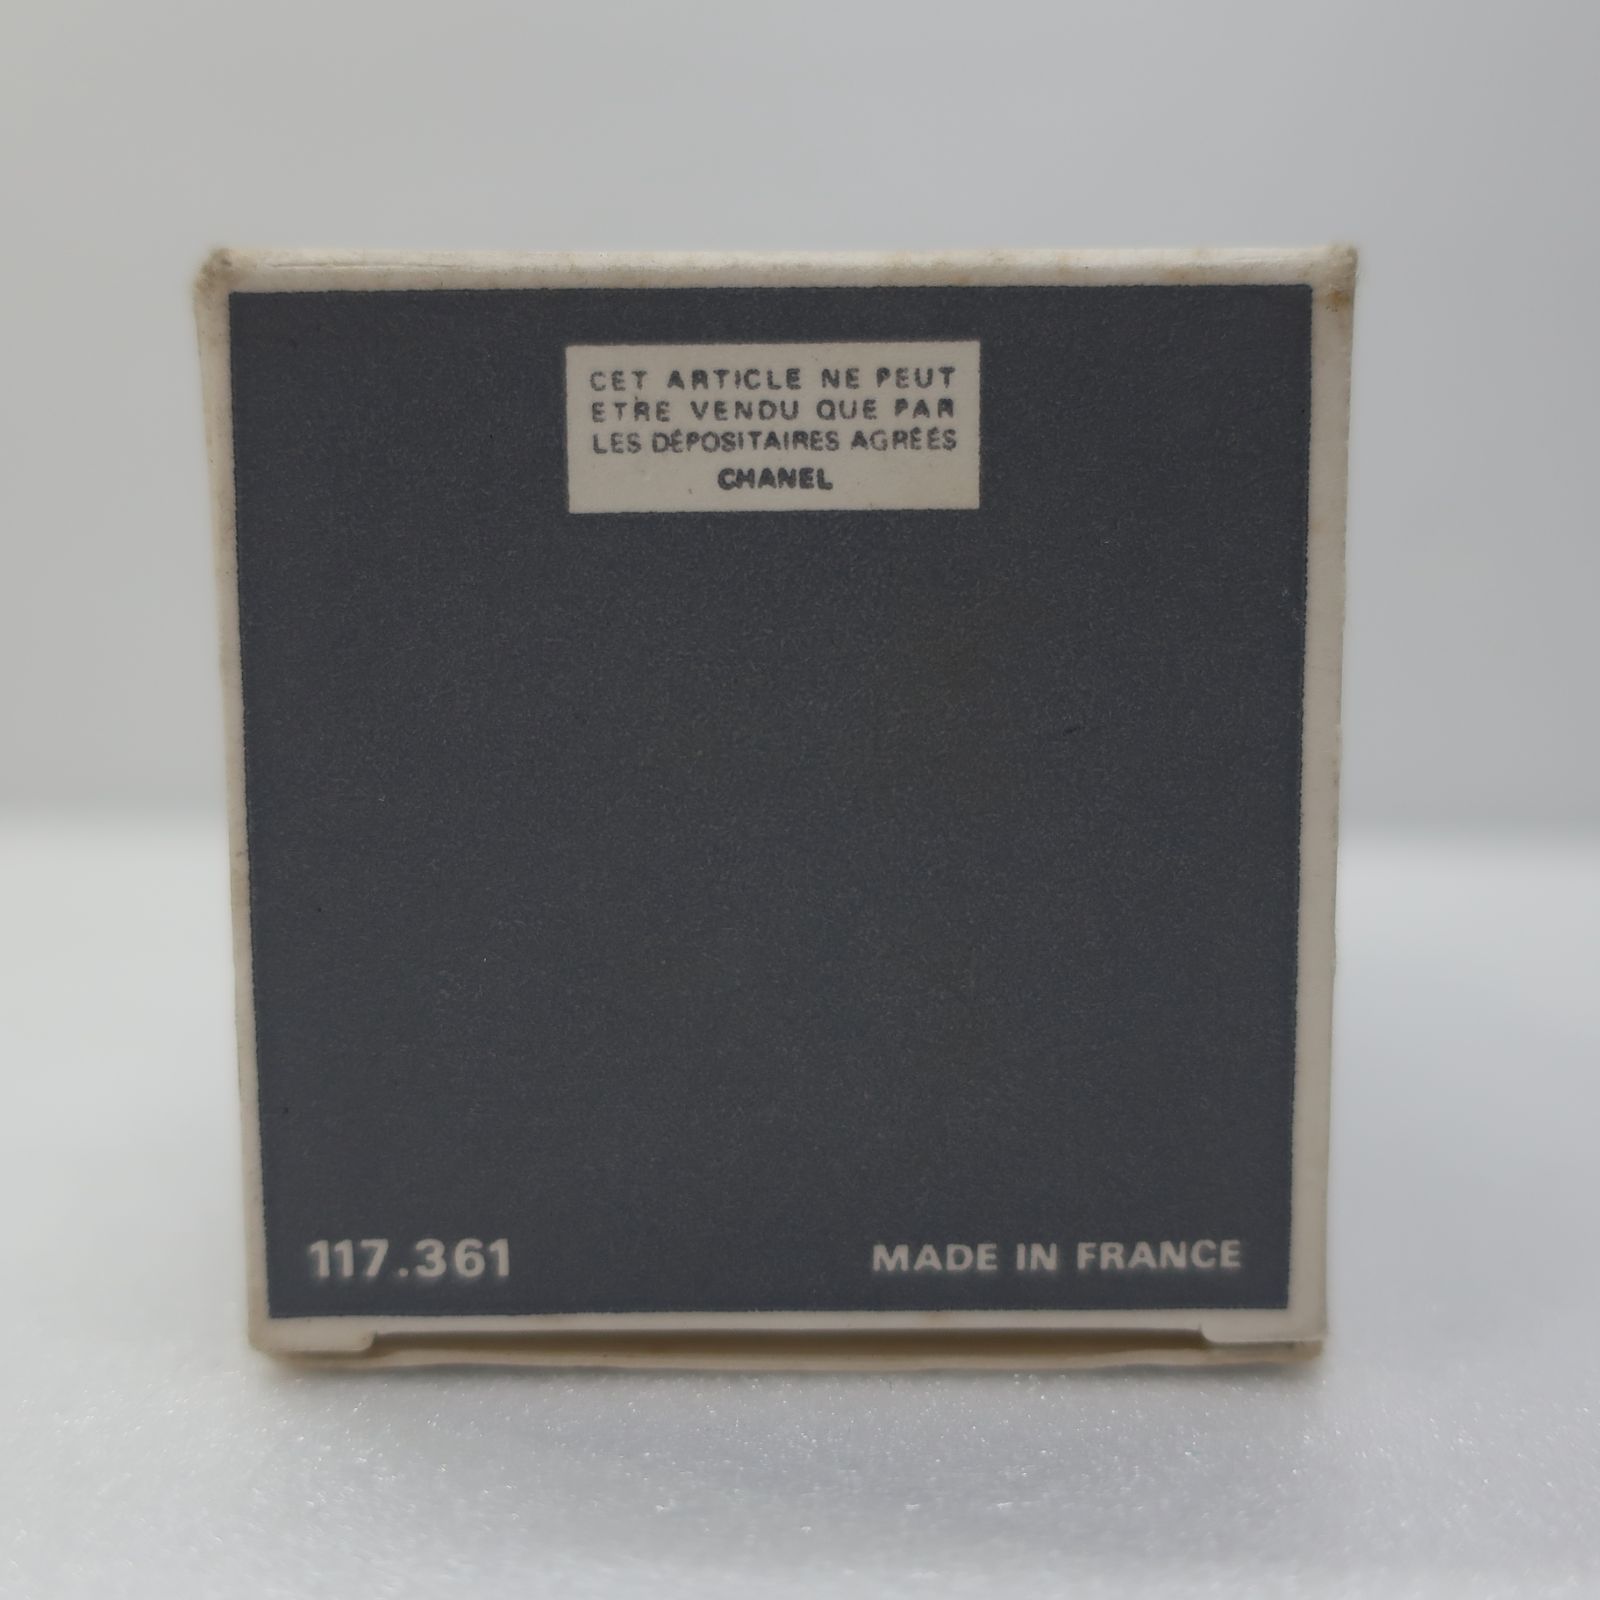 CET ARTICLE NE PEUT
ETRE VENDU QUE PAR
LES DÉPOSITAIRES AGRÉÉS
CHANEL
117.361
MADE IN FRANCE